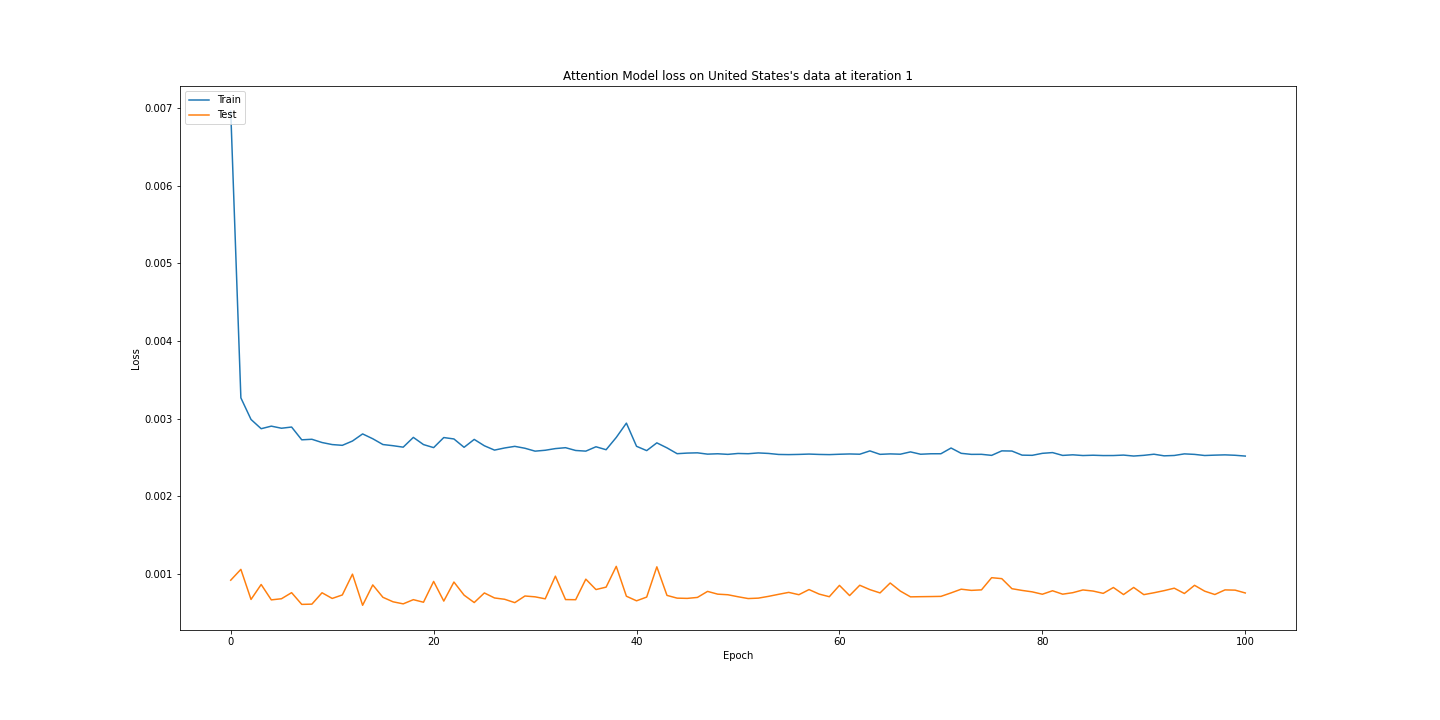 Attention Model loss on United States's data at iteration 1
Train
Test
0.007
0.006
0.005
0.004
0.003
0.002
0.001
Loss
0
20
40
60
80
100
Epoch